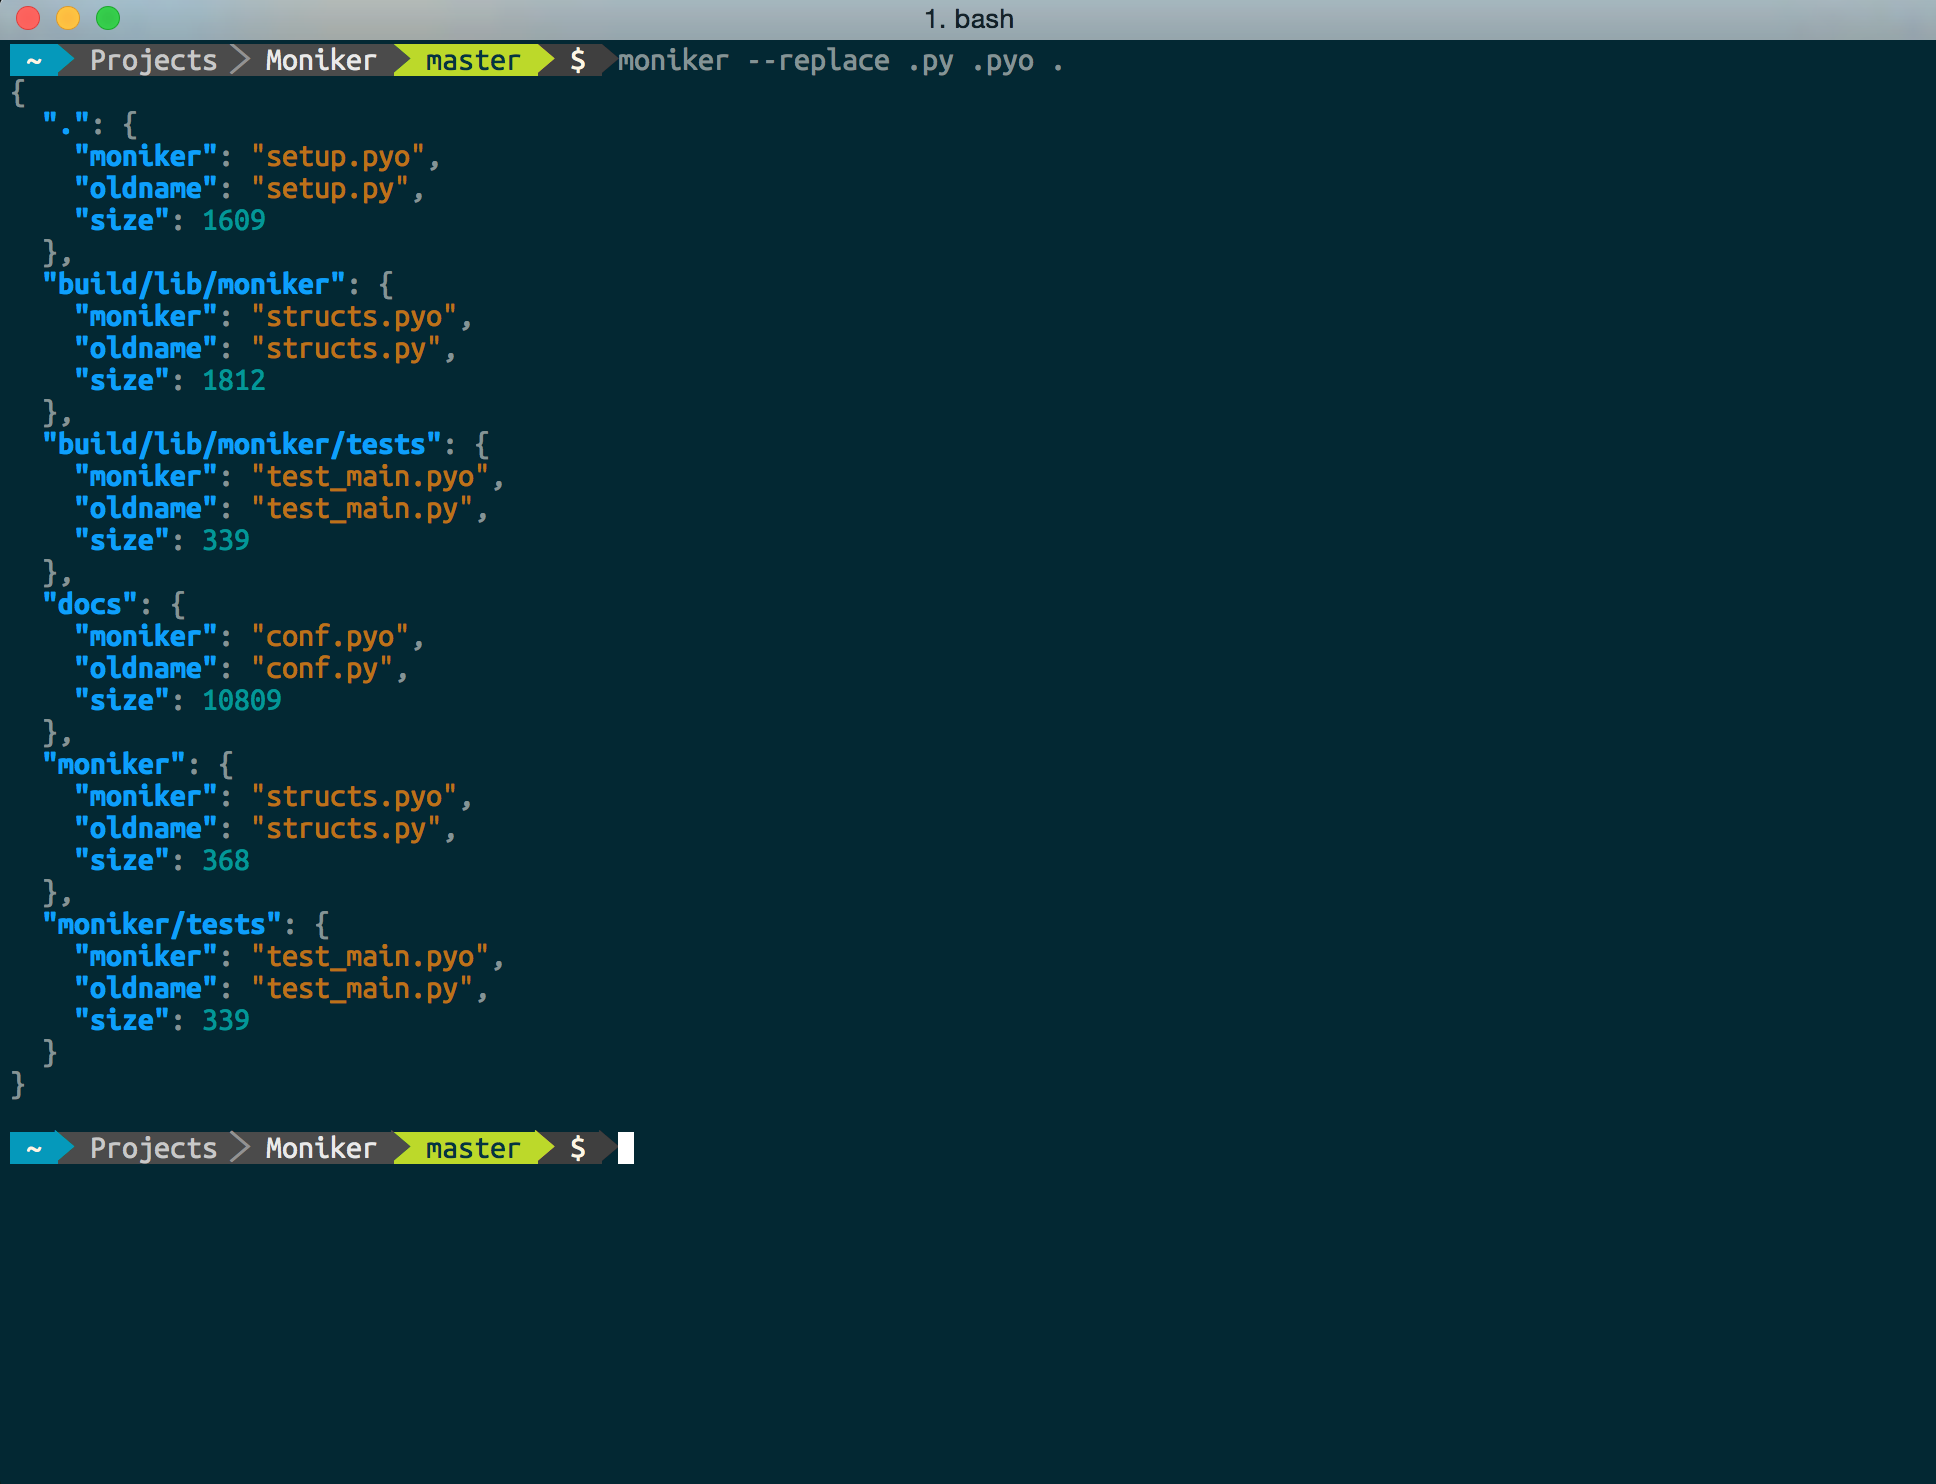 1. bash
~ Projects Moniker master $ moniker --replace .py .pyo .
{
  ".": {
    "moniker": "setup.pyo",
    "oldname": "setup.py",
    "size": 1609
  },
  "build/lib/moniker": {
    "moniker": "structs.pyo",
    "oldname": "structs.py",
    "size": 1812
  },
  "build/lib/moniker/tests": {
    "moniker": "test_main.pyo",
    "oldname": "test_main.py",
    "size": 339
  },
  "docs": {
    "moniker": "conf.pyo",
    "oldname": "conf.py",
    "size": 10809
  },
  "moniker": {
    "moniker": "structs.pyo",
    "oldname": "structs.py",
    "size": 368
  },
  "moniker/tests": {
    "moniker": "test_main.pyo",
    "oldname": "test_main.py",
    "size": 339
  }
}
~ Projects Moniker master $